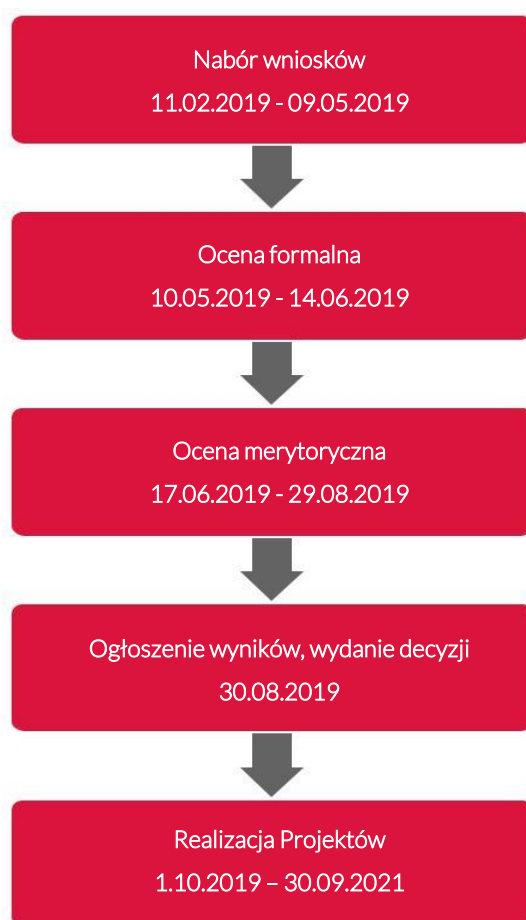 Nabór wniosków
11.02.2019 - 09.05.2019
Ocena formalna
10.05.2019 - 14.06.2019
Ocena merytoryczna
17.06.2019 - 29.08.2019
Ogłoszenie wyników, wydanie decyzji
30.08.2019
Realizacja Projektów
1.10.2019 – 30.09.2021